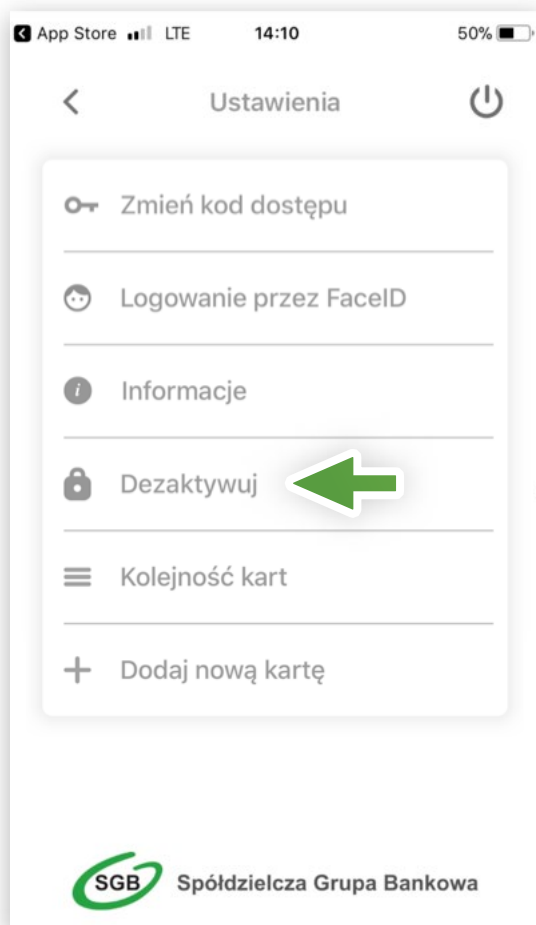 App Store LTE 14:10 50%
Ustawienia
Zmień kod dostępu
Logowanie przez FaceID
Informacje
Dezaktywuj
Kolejność kart
Dodaj nową kartę
SGB Spółdzielcza Grupa Bankowa